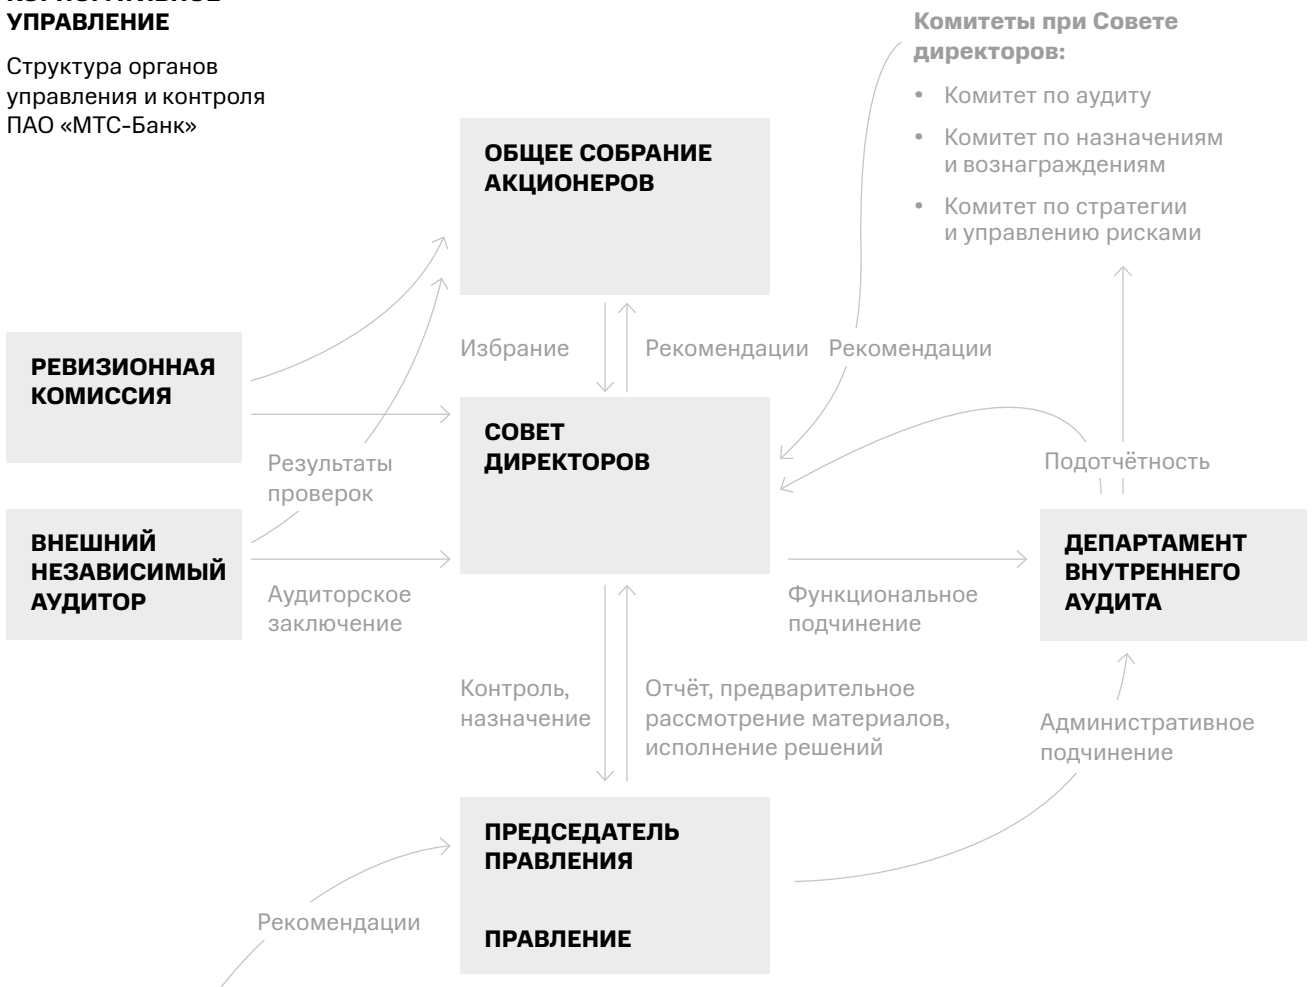 УПРАВЛЕНИЕ
Структура органов
управления и контроля
ПАО «МТС-Банк»
Комитеты при Совете
директоров:
• Комитет по аудиту
• Комитет по назначениям
и вознаграждениям
• Комитет по стратегии
и управлению рисками
ОБЩЕЕ СОБРАНИЕ
АКЦИОНЕРОВ
Избрание
Рекомендации
Рекомендации
РЕВИЗИОННАЯ
КОМИССИЯ
СОВЕТ
ДИРЕКТОРОВ
Результаты
проверок
Подотчётность
ВНЕШНИЙ
НЕЗАВИСИМЫЙ
АУДИТОР
Аудиторское
заключение
Функциональное
подчинение
ДЕПАРТАМЕНТ
ВНУТРЕННЕГО
АУДИТА
Контроль,
назначение
Отчёт, предварительное
рассмотрение материалов,
исполнение решений
Административное
подчинение
ПРЕДСЕДАТЕЛЬ
ПРАВЛЕНИЯ
ПРАВЛЕНИЕ
Рекомендации